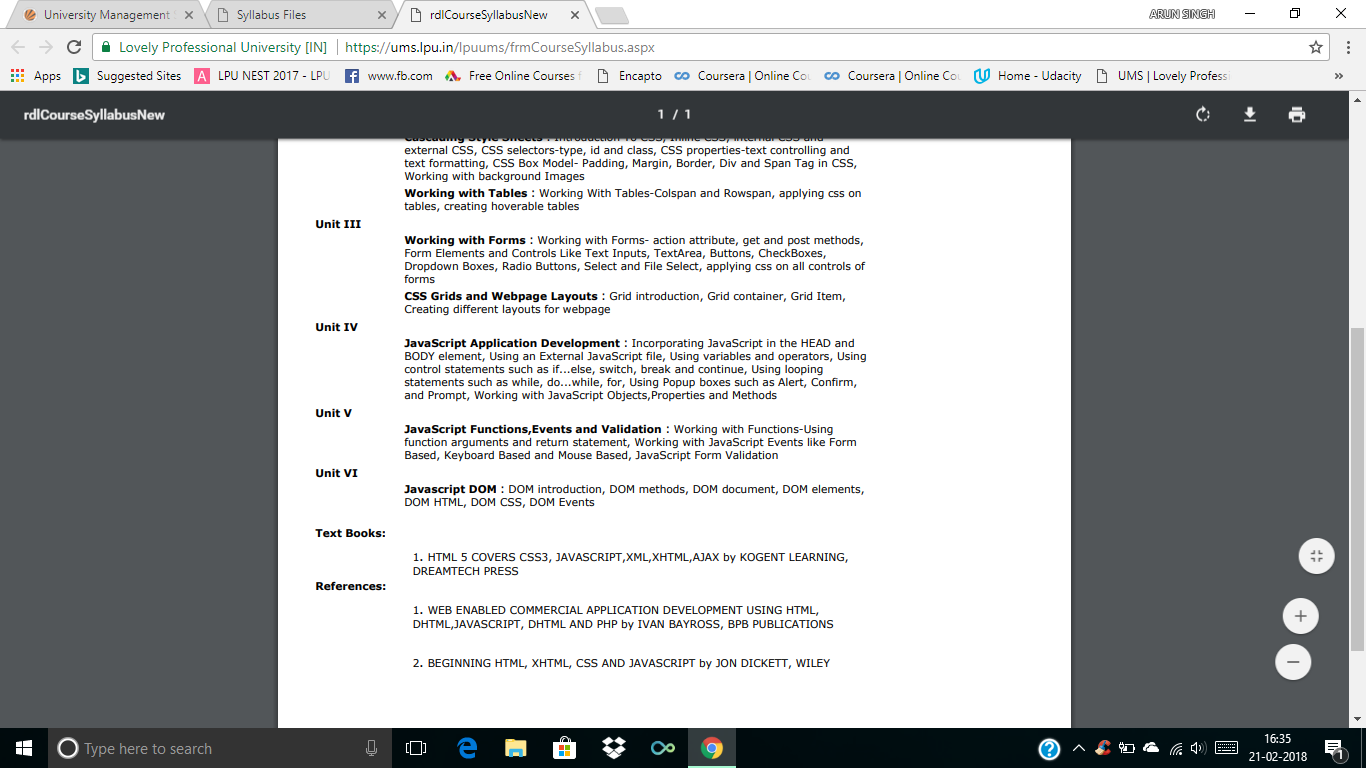 University Management
Syllabus Files
rdlCourseSyllabusNew
ARUN SINGH
Lovely Professional University [IN] https://ums.lpu.in/lpuums/frmCourseSyllabus.aspx
Apps Suggested Sites LPU NEST 2017 - LPU www.fb.com Free Online Courses Encapto Coursera | Online Cou Coursera | Online Cou Home - Udacity UMS | Lovely Professi »
rdlCourseSyllabusNew 1 / 1
Cascading Style Sheets : Introduction To CSS, Inline CSS, Internal CSS and
external CSS, CSS selectors-type, id and class, CSS properties-text controlling and
text formatting, CSS Box Model- Padding, Margin, Border, Div and Span Tag in CSS,
Working with background Images
Working with Tables : Working With Tables-Colspan and Rowspan, applying css on
tables, creating hoverable tables
Unit III
Working with Forms : Working with Forms- action attribute, get and post methods,
Form Elements and Controls Like Text Inputs, TextArea, Buttons, CheckBoxes,
Dropdown Boxes, Radio Buttons, Select and File Select, applying css on all controls of
forms
CSS Grids and Webpage Layouts : Grid introduction, Grid container, Grid Item,
Creating different layouts for webpage
Unit IV
JavaScript Application Development : Incorporating JavaScript in the HEAD and
BODY element, Using an External JavaScript file, Using variables and operators, Using
control statements such as if...else, switch, break and continue, Using looping
statements such as while, do...while, for, Using Popup boxes such as Alert, Confirm,
and Prompt, Working with JavaScript Objects,Properties and Methods
Unit V
JavaScript Functions,Events and Validation : Working with Functions-Using
function arguments and return statement, Working with JavaScript Events like Form
Based, Keyboard Based and Mouse Based, JavaScript Form Validation
Unit VI
Javascript DOM : DOM introduction, DOM methods, DOM document, DOM elements,
DOM HTML, DOM CSS, DOM Events
Text Books:
1. HTML 5 COVERS CSS3, JAVASCRIPT,XML,XHTML,AJAX by KOGENT LEARNING,
DREAMTECH PRESS
References:
1. WEB ENABLED COMMERCIAL APPLICATION DEVELOPMENT USING HTML,
DHTML,JAVASCRIPT, DHTML AND PHP by IVAN BAYROSS, BPB PUBLICATIONS
2. BEGINNING HTML, XHTML, CSS AND JAVASCRIPT by JON DICKETT, WILEY
Type here to search
16:35
21-02-2018
1